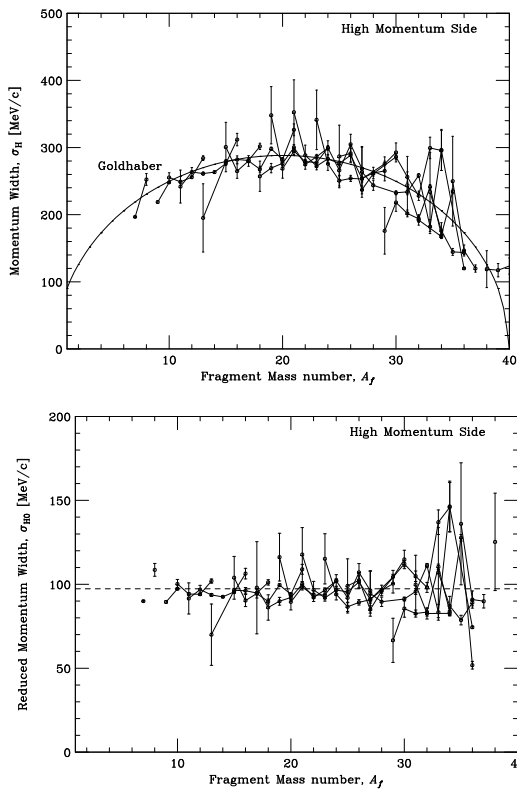 500
High Momentum Side
400
300
Goldhaber
200
100
0
10
20
30
40
Momentum Width, σH [MeV/c]
Fragment Mass number, Af
200
High Momentum Side
150
100
50
0
10
20
30
40
Reduced Momentum Width, σH0 [MeV/c]
Fragment Mass number, Af